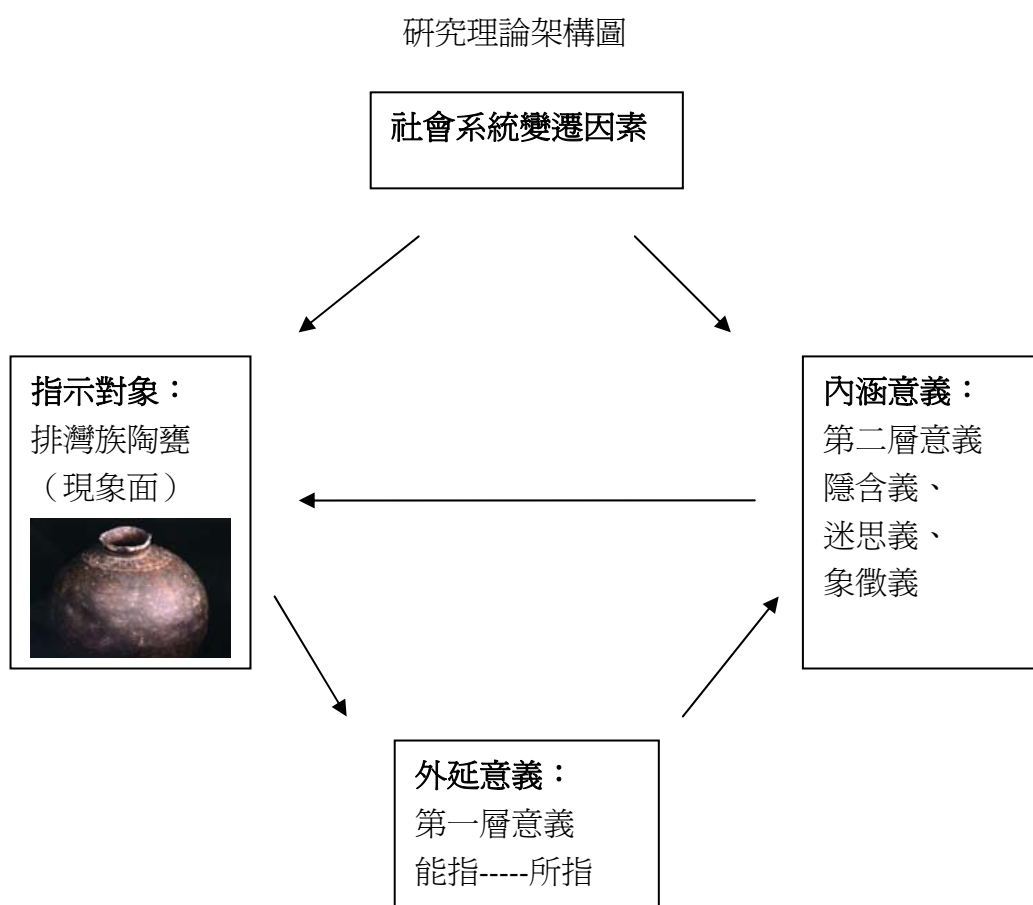 研究理論架構圖
社會系統變遷因素
指示對象：
排灣族陶甕
（現象面）
內涵意義：
第二層意義
隱含義、
迷思義、
象徵義
外延意義：
第一層意義
能指-----所指